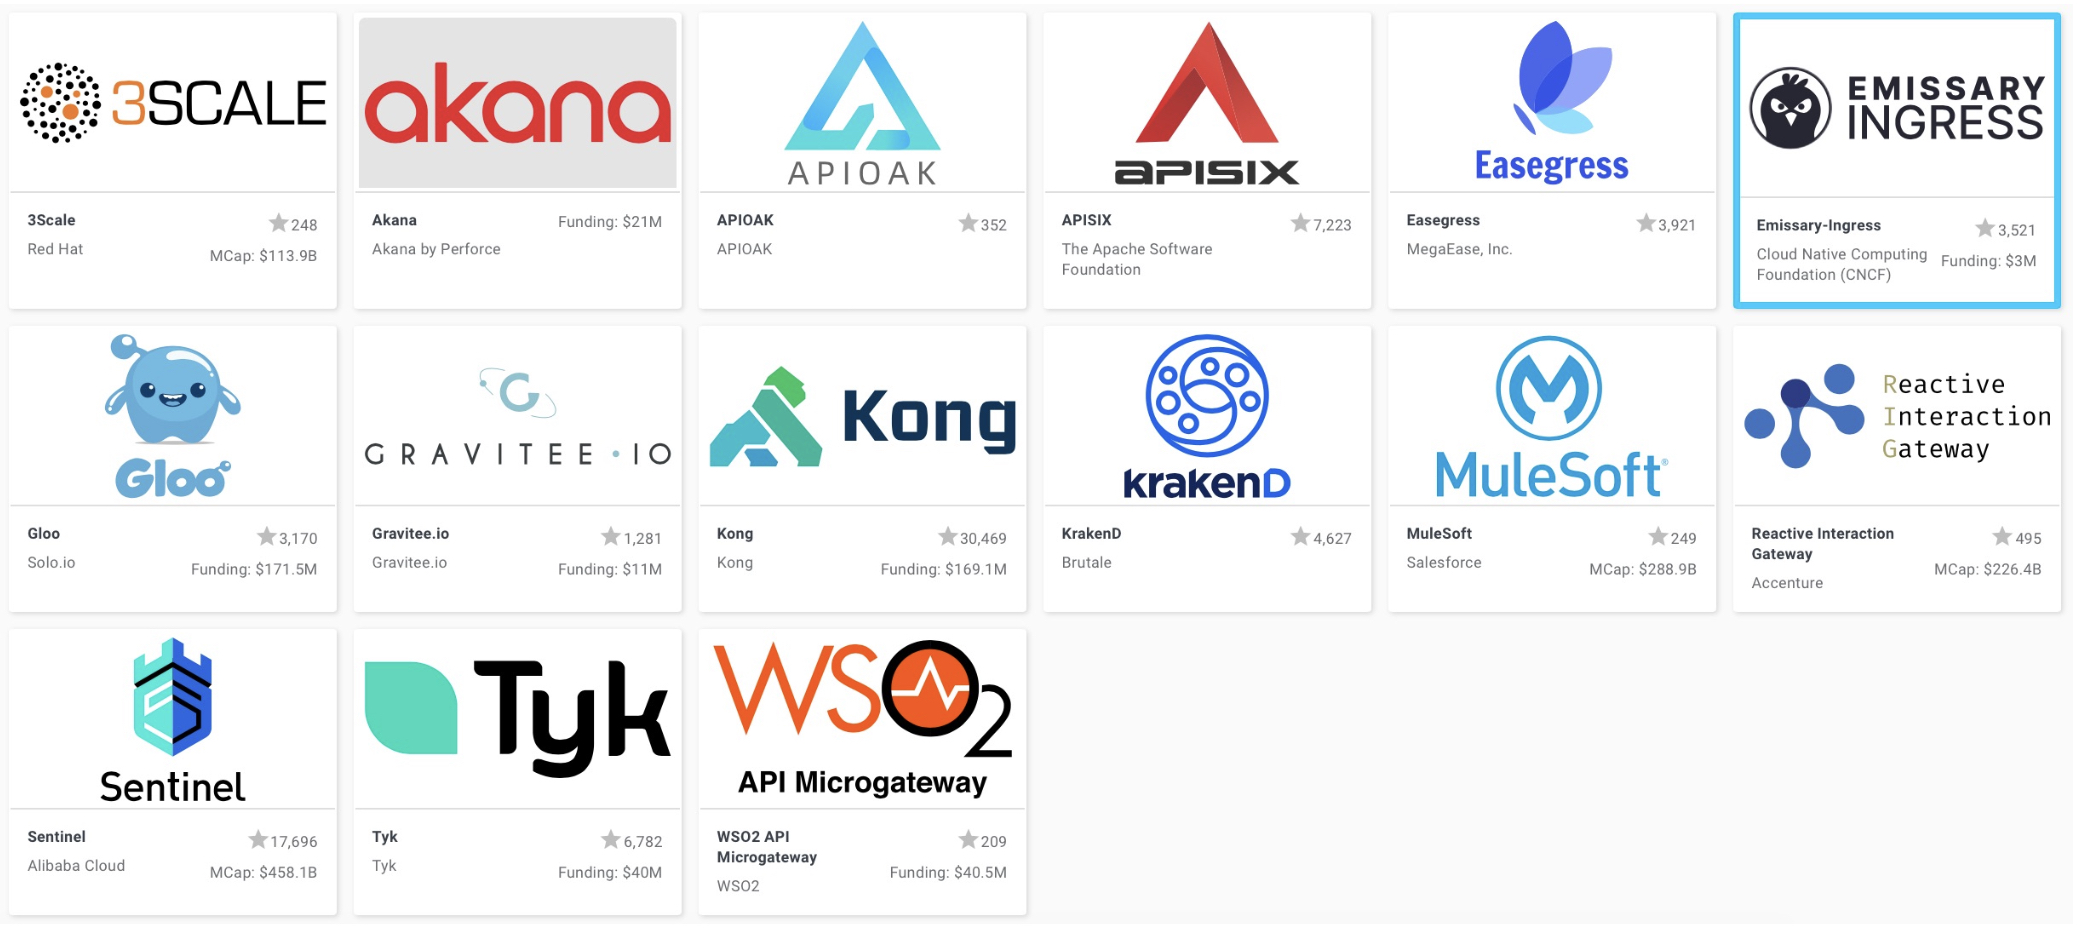 3SCALE
3Scale
248
Red Hat
MCap: $113.9B
akana
Akana
Funding: $21M
Akana by Perforce
APIOAK
APIOAK
352
APIOAK
APISIX
APISIX
7,223
The Apache Software
Foundation
Easegress
Easegress
3,921
MegaEase, Inc.
EMISSARY
INGRESS
Emissary-Ingress
3,521
Cloud Native Computing
Foundation (CNCF)
Funding: $3M
Gloo
Gloo
3,170
Solo.io
Funding: $171.5M
GRAVITEE·IO
Gravitee.io
1,281
Gravitee.io
Funding: $11M
Kong
Kong
30,469
Kong
Funding: $169.1M
krakenD
KrakenD
4,627
Brutale
MuleSoft®
MuleSoft
249
Salesforce
MCap: $288.9B
Reactive
Interaction
Gateway
Reactive Interaction
Gateway
495
Accenture
MCap: $226.4B
Sentinel
Sentinel
17,696
Alibaba Cloud
MCap: $458.1B
Tyk
Tyk
6,782
Tyk
Funding: $40M
WSO2
API Microgateway
WSO2 API
Microgateway
209
WSO2
Funding: $40.5M